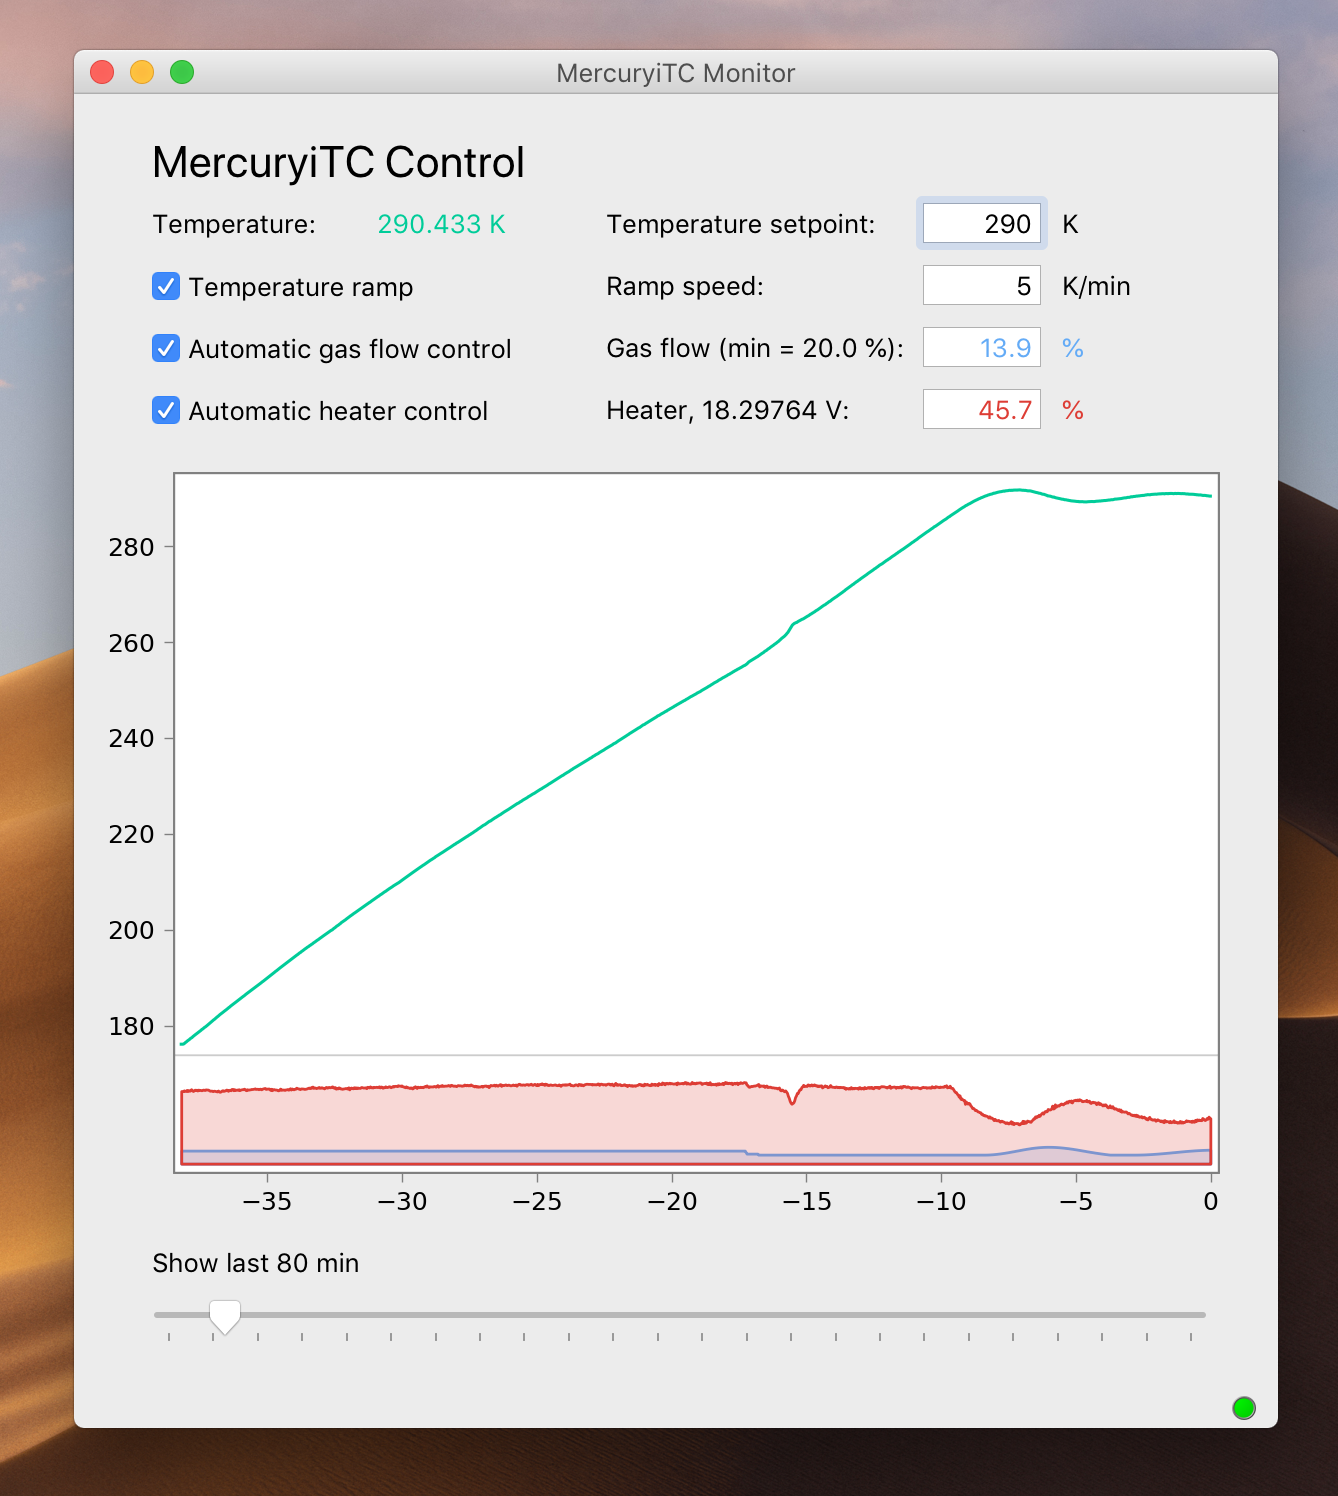 MercuryiTC Monitor
MercuryiTC Control
Temperature: 290.433 K Temperature setpoint: 290 K
Temperature ramp Ramp speed: 5 K/min
Automatic gas flow control Gas flow (min = 20.0 %): 13.9 %
Automatic heater control Heater, 18.29764 V: 45.7 %
280
260
240
220
200
180
−35 −30 −25 −20 −15 −10 −5 0
Show last 80 min